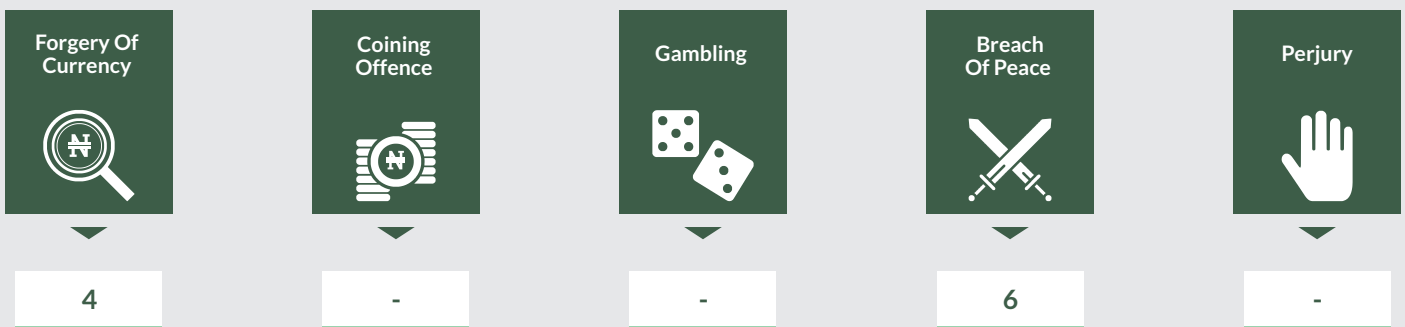 Forgery Of
Currency
Coining
Offence
Gambling
Breach
Of Peace
Perjury
₦
₦
4
-
-
6
-